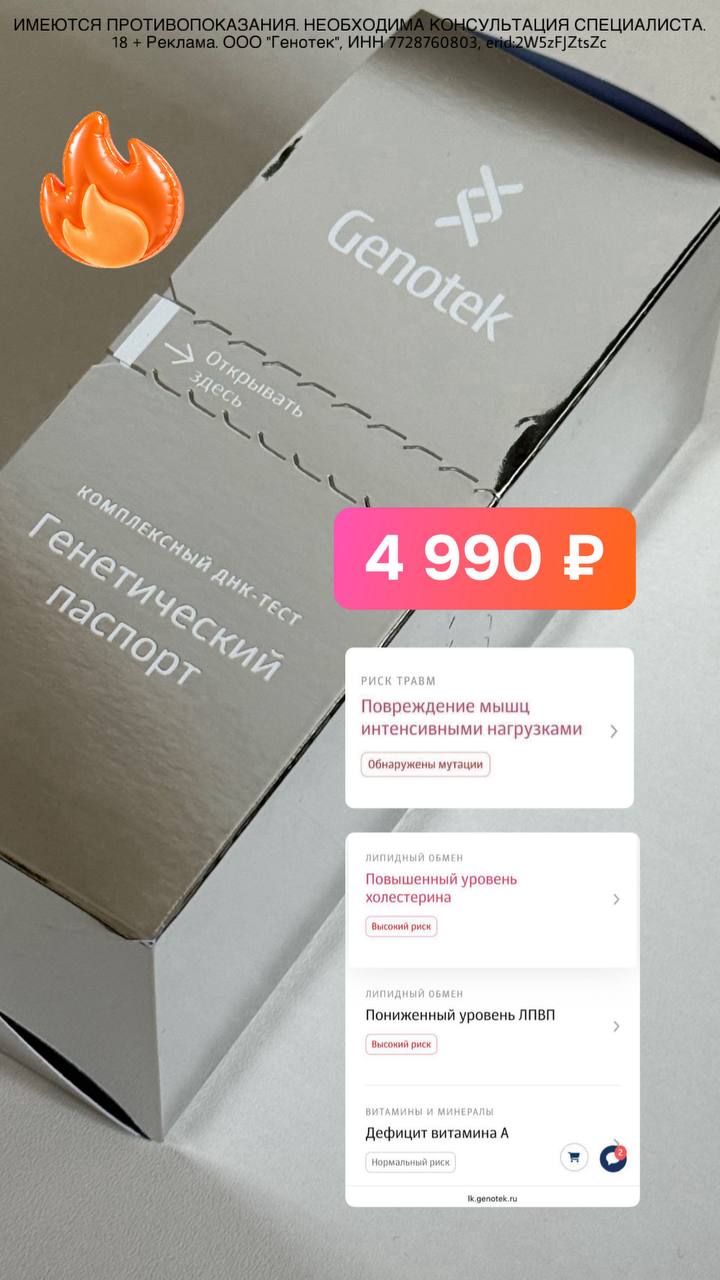 ИМЕЮТСЯ ПРОТИВОПОКАЗАНИЯ. НЕОБХОДИМА КОНСУЛЬТАЦИЯ СПЕЦИАЛИСТА.
18 + Реклама. ООО "Генотек", ИНН 7728760803, erid:2W5zFJZtsZc
Genotek
Открывать
здесь
КОМПЛЕКСНЫЙ ДНК-ТЕСТ
Генетический
паспорт
4 990 ₽
РИСК ТРАВМ
Повреждение мышц
интенсивными нагрузками
Обнаружены мутации
ЛИПИДНЫЙ ОБМЕН
Повышенный уровень
холестерина
Высокий риск
ЛИПИДНЫЙ ОБМЕН
Пониженный уровень ЛПВП
Высокий риск
ВИТАМИНЫ И МИНЕРАЛЫ
Дефицит витамина А
Нормальный риск
2
lk.genotek.ru